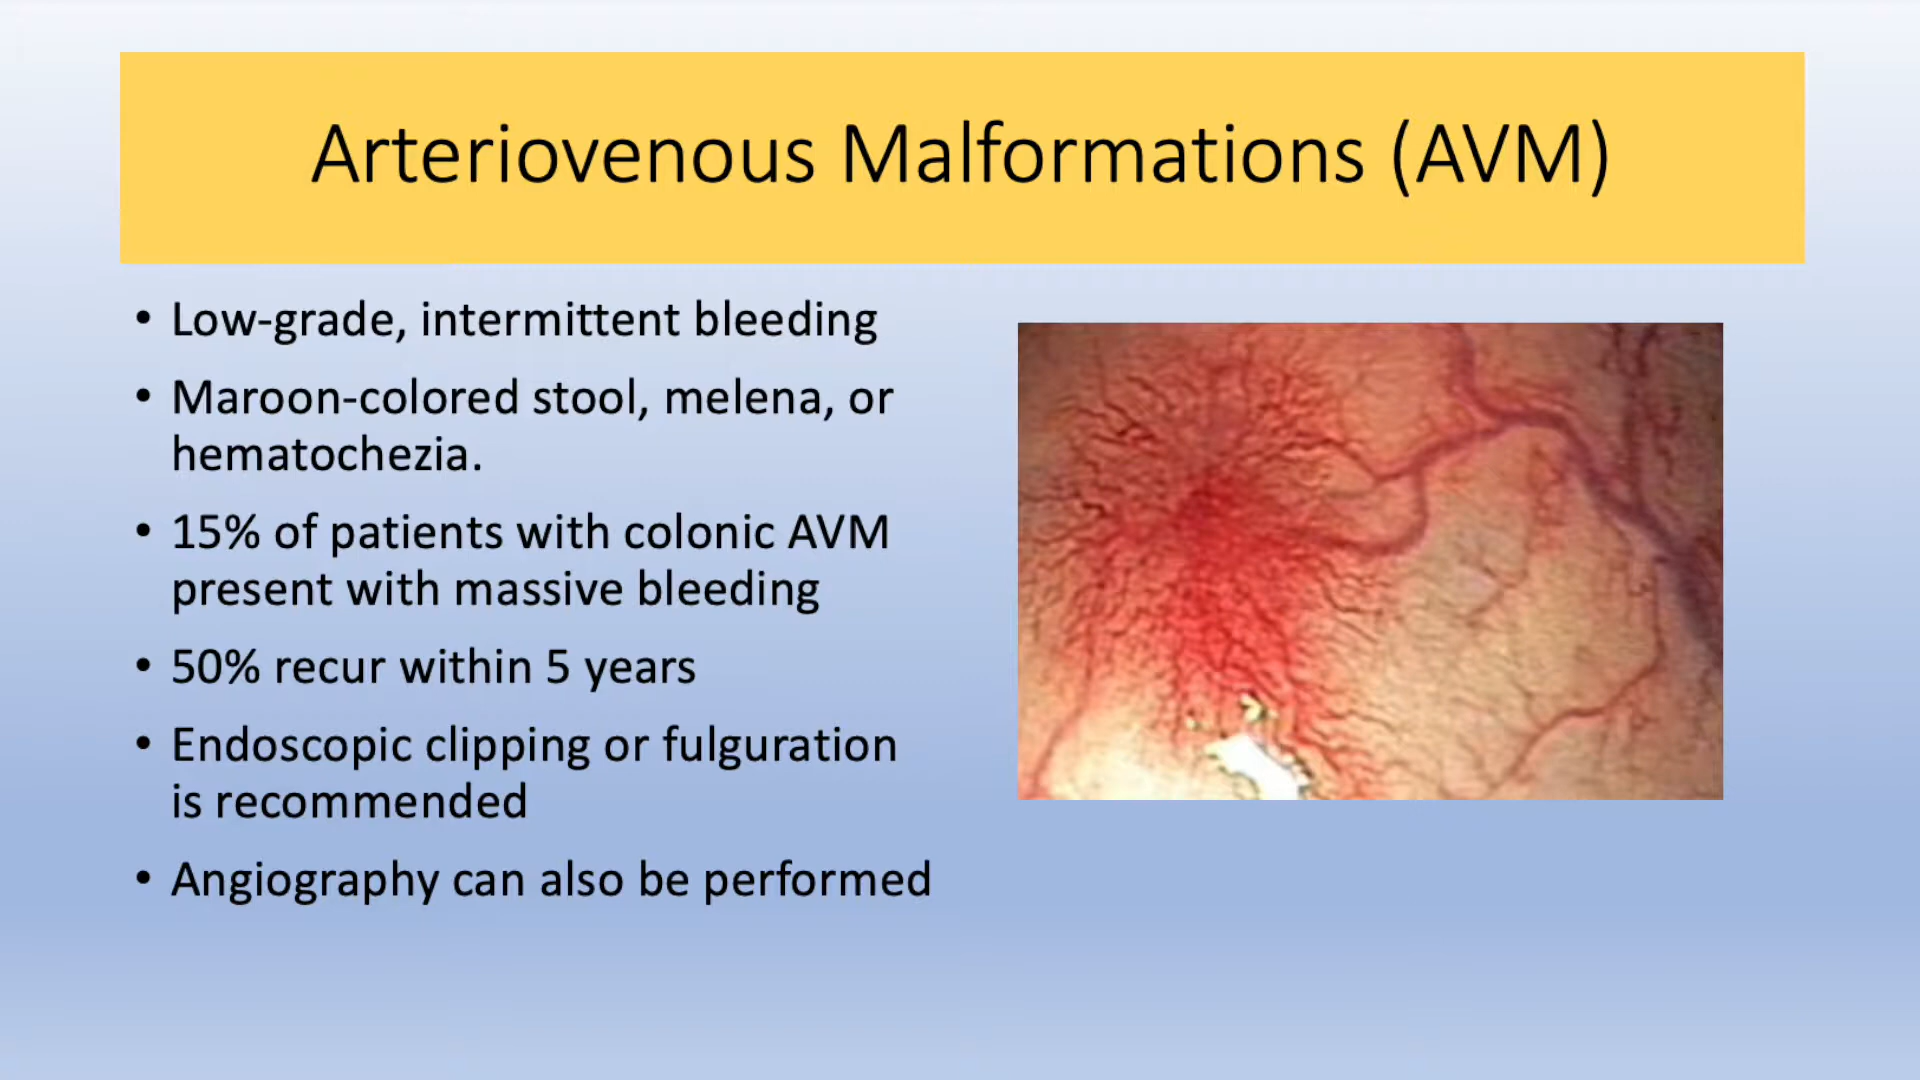 Arteriovenous Malformations (AVM)
• Low-grade, intermittent bleeding
• Maroon-colored stool, melena, or
hematochezia.
• 15% of patients with colonic AVM
present with massive bleeding
• 50% recur within 5 years
• Endoscopic clipping or fulguration
is recommended
• Angiography can also be performed